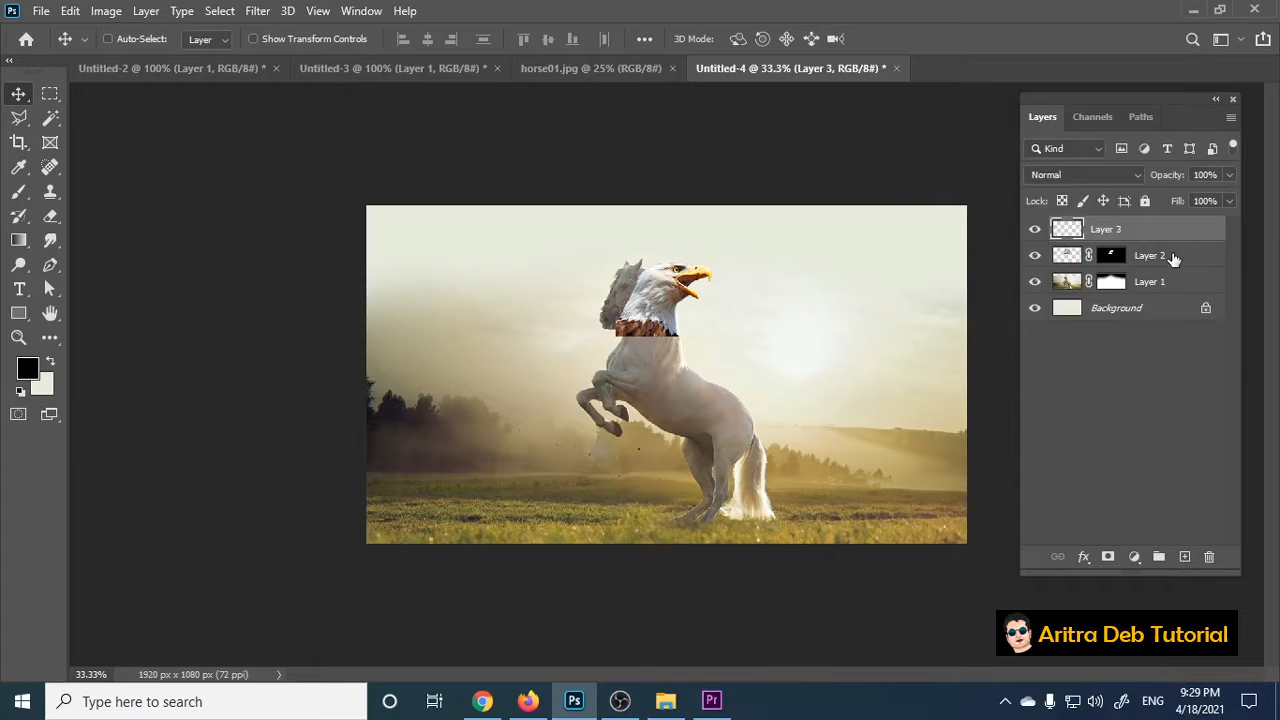 Ps File Edit Image Layer Type Select Filter 3D View Window Help
Auto-Select: Layer Show Transform Controls 3D Mode:
Untitled-2 @ 100% (Layer 1, RGB/8#) * Untitled-3 @ 100% (Layer 1, RGB/8#) * horse01.jpg @ 25% (RGB/8#) Untitled-4 @ 33.3% (Layer 3, RGB/8#) *
Layers Channels Paths
Kind
Normal Opacity: 100%
Lock: Fill: 100%
Layer 3
Layer 2
Layer 1
Background
Aritra Deb Tutorial
33.33% 1920 px x 1080 px (72 ppi)
Type here to search Ps Pr ENG 9:29 PM
4/18/2021